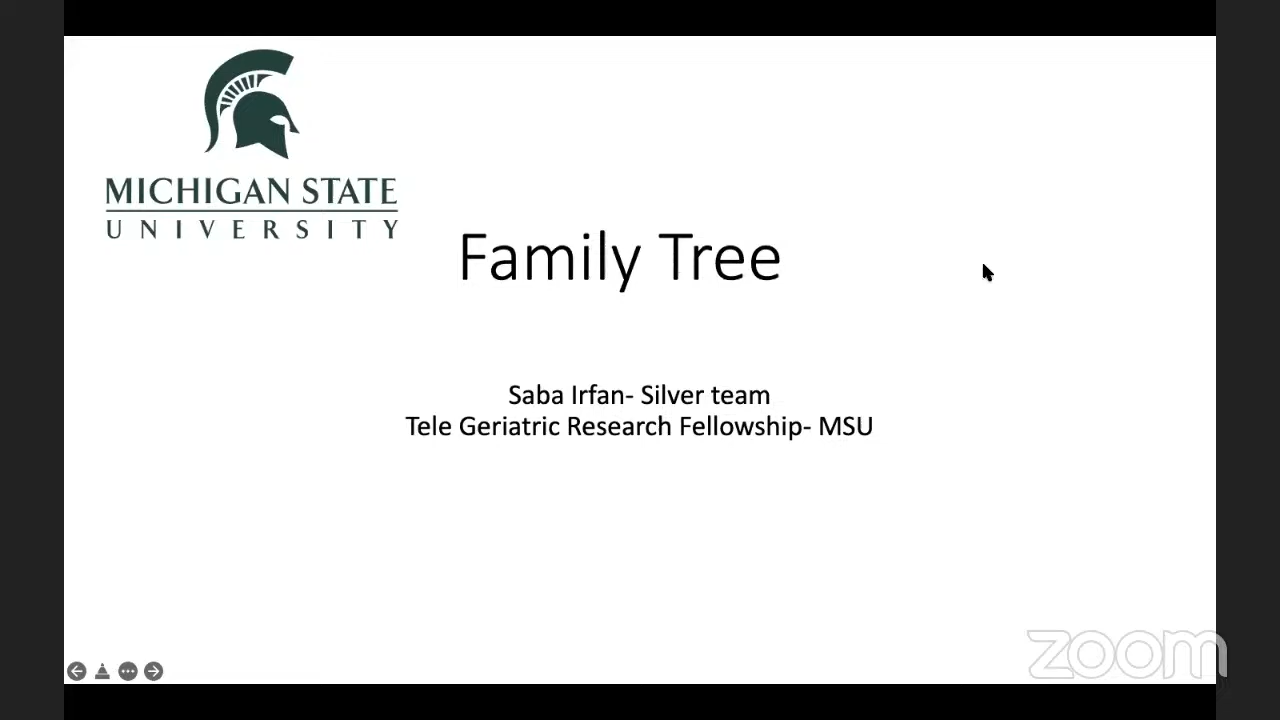 MICHIGAN STATE
UNIVERSITY
Family Tree
Saba Irfan- Silver team
Tele Geriatric Research Fellowship- MSU
zoom